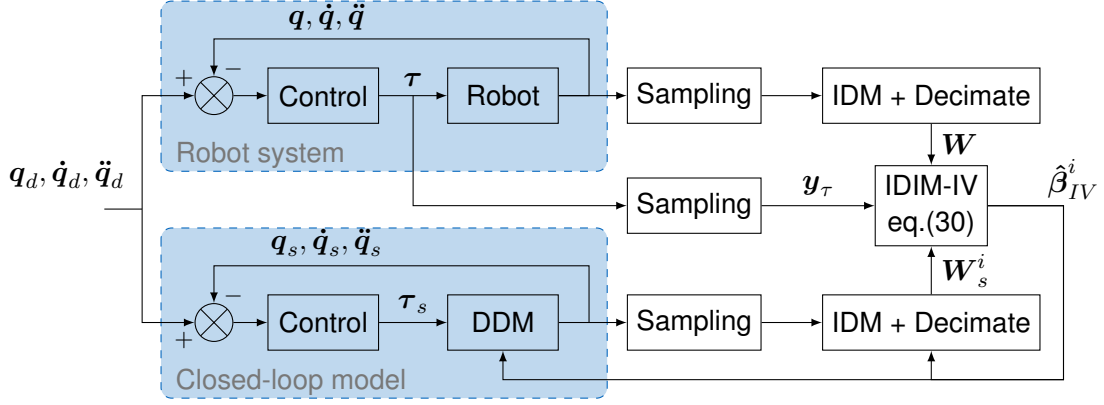 q, q̇, q̈
+
−
Control
τ
Robot
Sampling
IDM + Decimate
Robot system
W
q_d, q̇_d, q̈_d
Sampling
y_τ
IDIM-IV
eq.(30)
β̂^i_IV
q_s, q̇_s, q̈_s
W^i_s
−
+
Control
τ_s
DDM
Sampling
IDM + Decimate
Closed-loop model